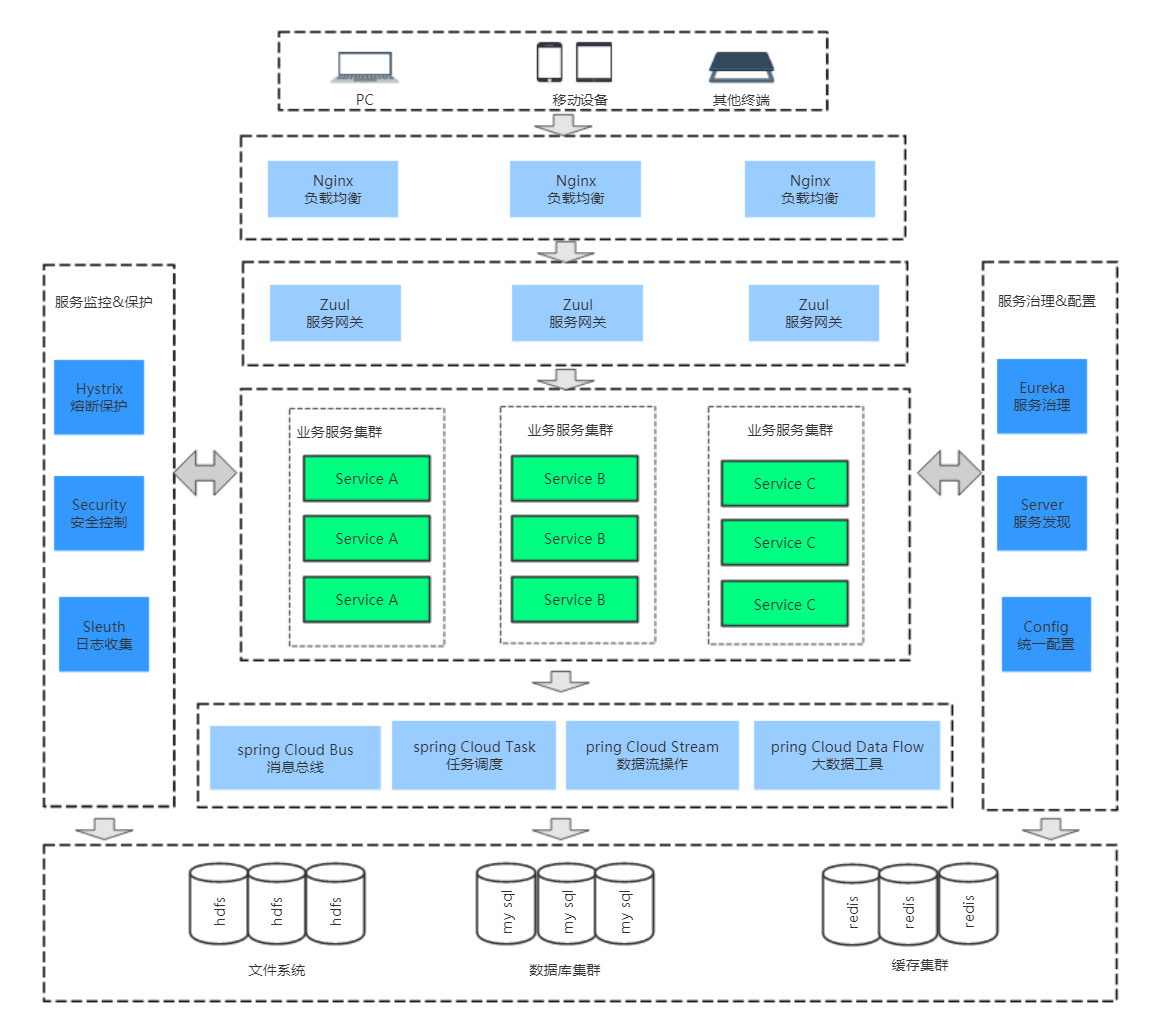 PC
移动设备
其他终端
Nginx
负载均衡
Nginx
负载均衡
Nginx
负载均衡
Zuul
服务网关
Zuul
服务网关
Zuul
服务网关
服务监控&保护
Hystrix
熔断保护
Security
安全控制
Sleuth
日志收集
业务服务集群
Service A
Service A
Service A
业务服务集群
Service B
Service B
Service B
业务服务集群
Service C
Service C
Service C
服务治理&配置
Eureka
服务治理
Server
服务发现
Config
统一配置
spring Cloud Bus
消息总线
spring Cloud Task
任务调度
pring Cloud Stream
数据流操作
pring Cloud Data Flow
大数据工具
hdfs
hdfs
hdfs
文件系统
my sql
my sql
my sql
数据库集群
redis
redis
redis
缓存集群